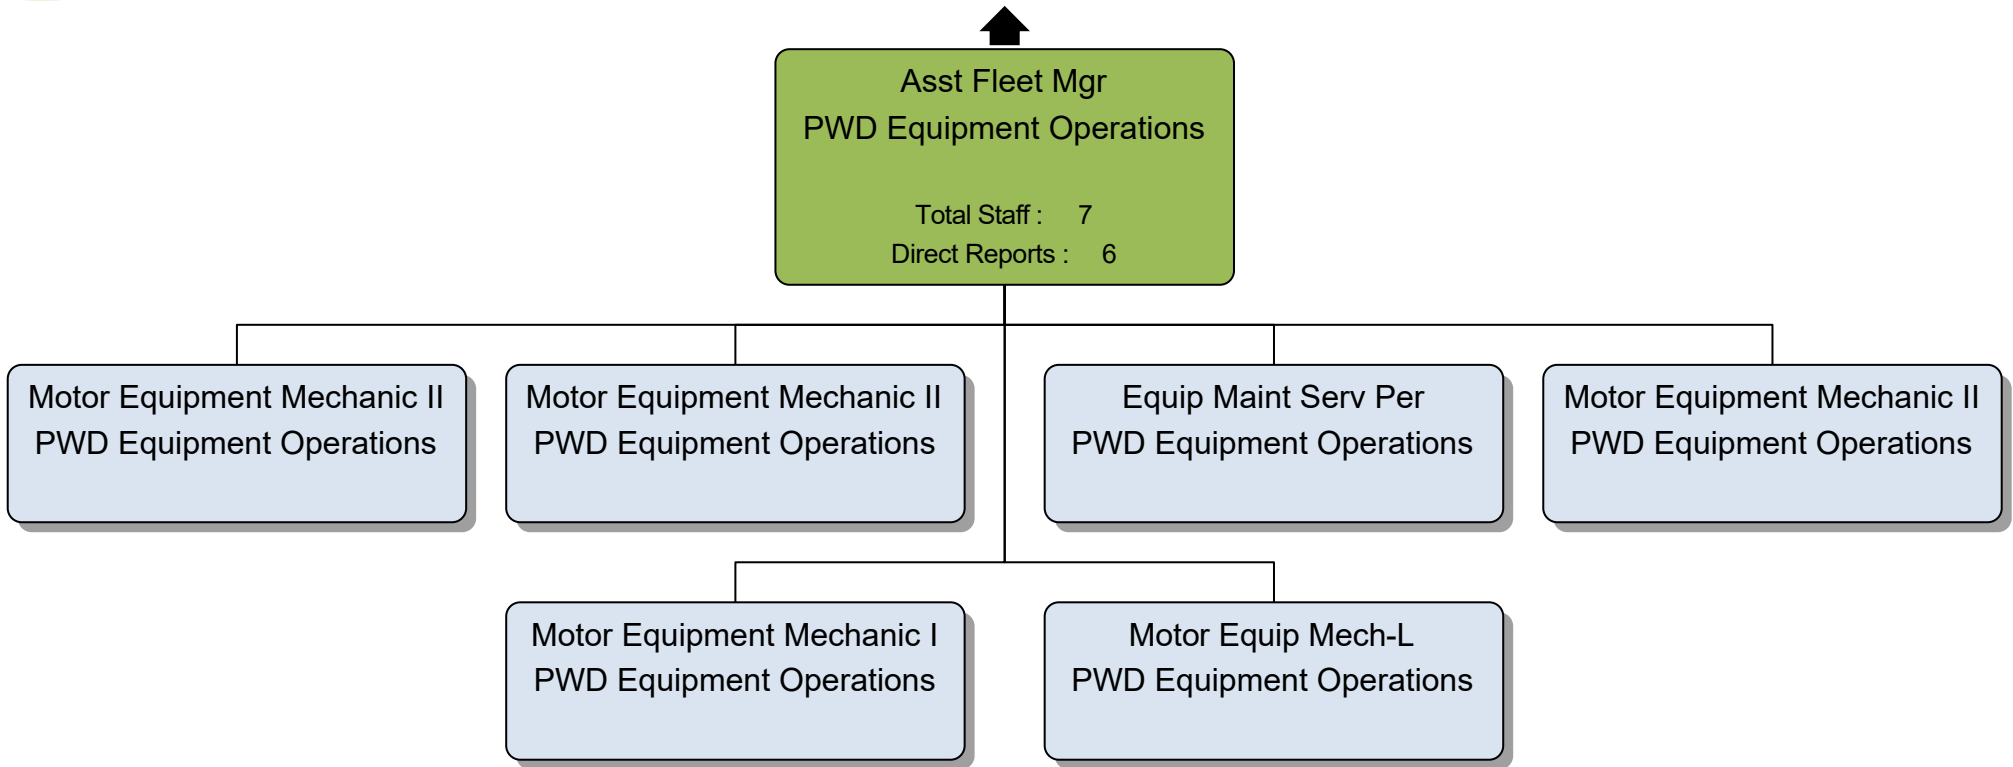 Asst Fleet Mgr
PWD Equipment Operations
Total Staff : 7
Direct Reports : 6
Motor Equipment Mechanic II
PWD Equipment Operations
Motor Equipment Mechanic II
PWD Equipment Operations
Equip Maint Serv Per
PWD Equipment Operations
Motor Equipment Mechanic II
PWD Equipment Operations
Motor Equipment Mechanic I
PWD Equipment Operations
Motor Equip Mech-L
PWD Equipment Operations